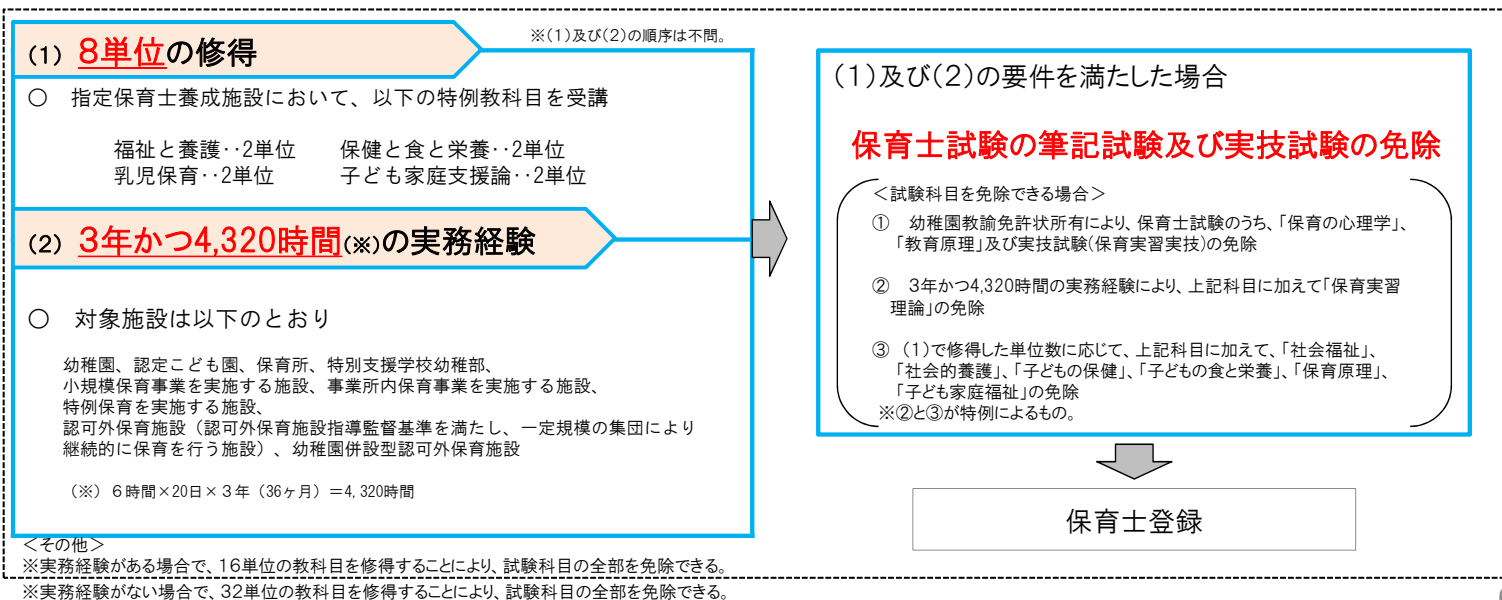 (1) 8単位の修得
※(1)及び(2)の順序は不問。
○ 指定保育士養成施設において、以下の特例教科目を受講
福祉と養護‥2単位 保健と食と栄養‥2単位
乳児保育‥2単位 子ども家庭支援論‥2単位
(2) 3年かつ4,320時間(※)の実務経験
○ 対象施設は以下のとおり
幼稚園、認定こども園、保育所、特別支援学校幼稚部、
小規模保育事業を実施する施設、事業所内保育事業を実施する施設、
特例保育を実施する施設、
認可外保育施設（認可外保育施設指導監督基準を満たし、一定規模の集団により
継続的に保育を行う施設）、幼稚園併設型認可外保育施設
（※）６時間×20日×３年（36ヶ月）＝4,320時間
＜その他＞
※実務経験がある場合で、16単位の教科目を修得することにより、試験科目の全部を免除できる。
※実務経験がない場合で、32単位の教科目を修得することにより、試験科目の全部を免除できる。
(1)及び(2)の要件を満たした場合
保育士試験の筆記試験及び実技試験の免除
＜試験科目を免除できる場合＞
① 幼稚園教諭免許状所有により、保育士試験のうち、「保育の心理学」、
「教育原理」及び実技試験(保育実習実技)の免除
② 3年かつ4,320時間の実務経験により、上記科目に加えて「保育実習
理論」の免除
③ (1)で修得した単位数に応じて、上記科目に加えて、「社会福祉」、
「社会的養護」、「子どもの保健」、「子どもの食と栄養」、「保育原理」、
「子ども家庭福祉」の免除
※②と③が特例によるもの。
保育士登録